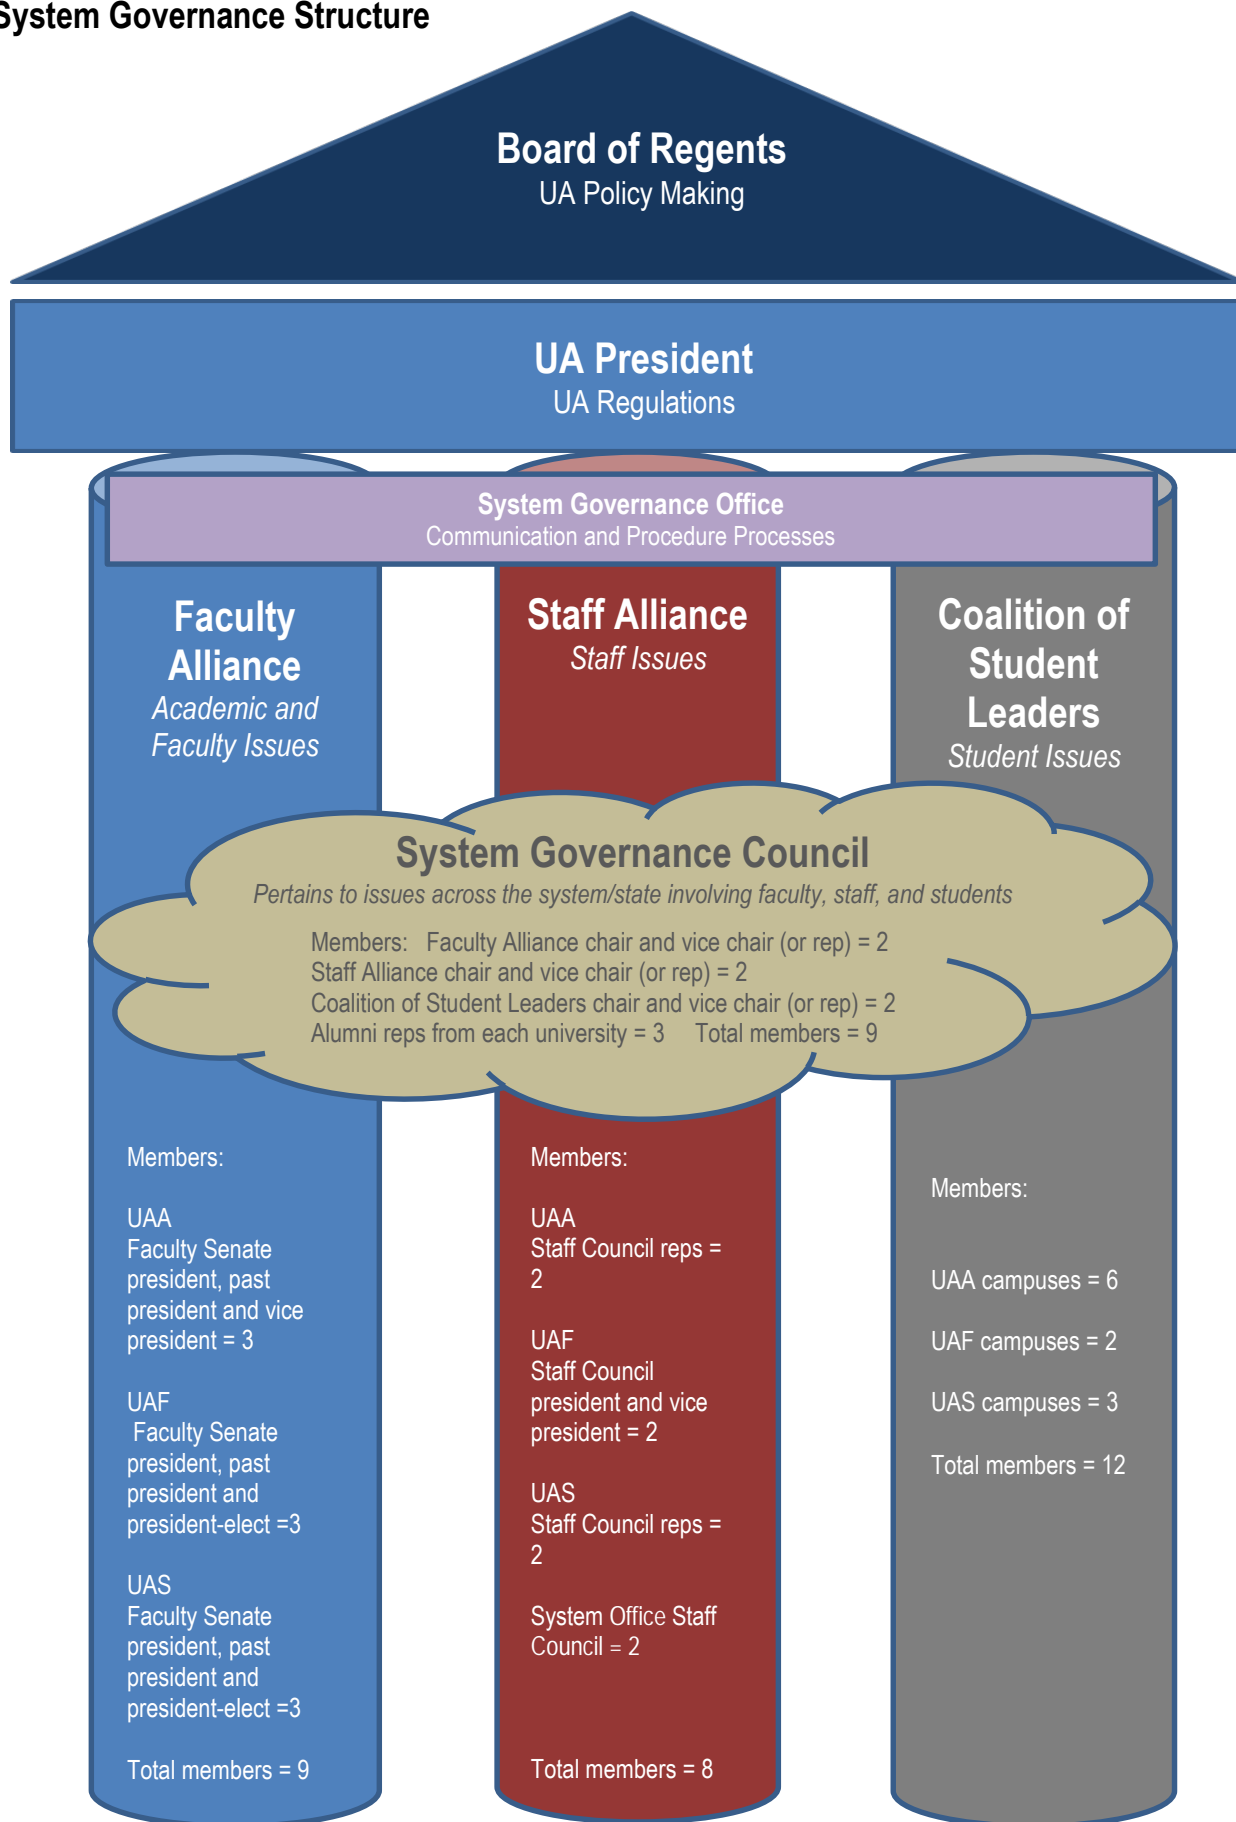 System Governance Structure
Board of Regents
UA Policy Making
UA President
UA Regulations
System Governance Office
Communication and Procedure Processes
Faculty
Alliance
Academic and
Faculty Issues
Staff Alliance
Staff Issues
Coalition of
Student
Leaders
Student Issues
System Governance Council
Pertains to issues across the system/state involving faculty, staff, and students
Members:   Faculty Alliance chair and vice chair (or rep) = 2
Staff Alliance chair and vice chair (or rep) = 2
Coalition of Student Leaders chair and vice chair (or rep) = 2
Alumni reps from each university = 3     Total members = 9
Members:
UAA
Faculty Senate
president, past
president and vice
president = 3
UAF
Faculty Senate
president, past
president and
president-elect =3
UAS
Faculty Senate
president, past
president and
president-elect =3
Total members = 9
Members:
UAA
Staff Council reps =
2
UAF
Staff Council
president and vice
president = 2
UAS
Staff Council reps =
2
System Office Staff
Council = 2
Total members = 8
Members:
UAA campuses = 6
UAF campuses = 2
UAS campuses = 3
Total members = 12